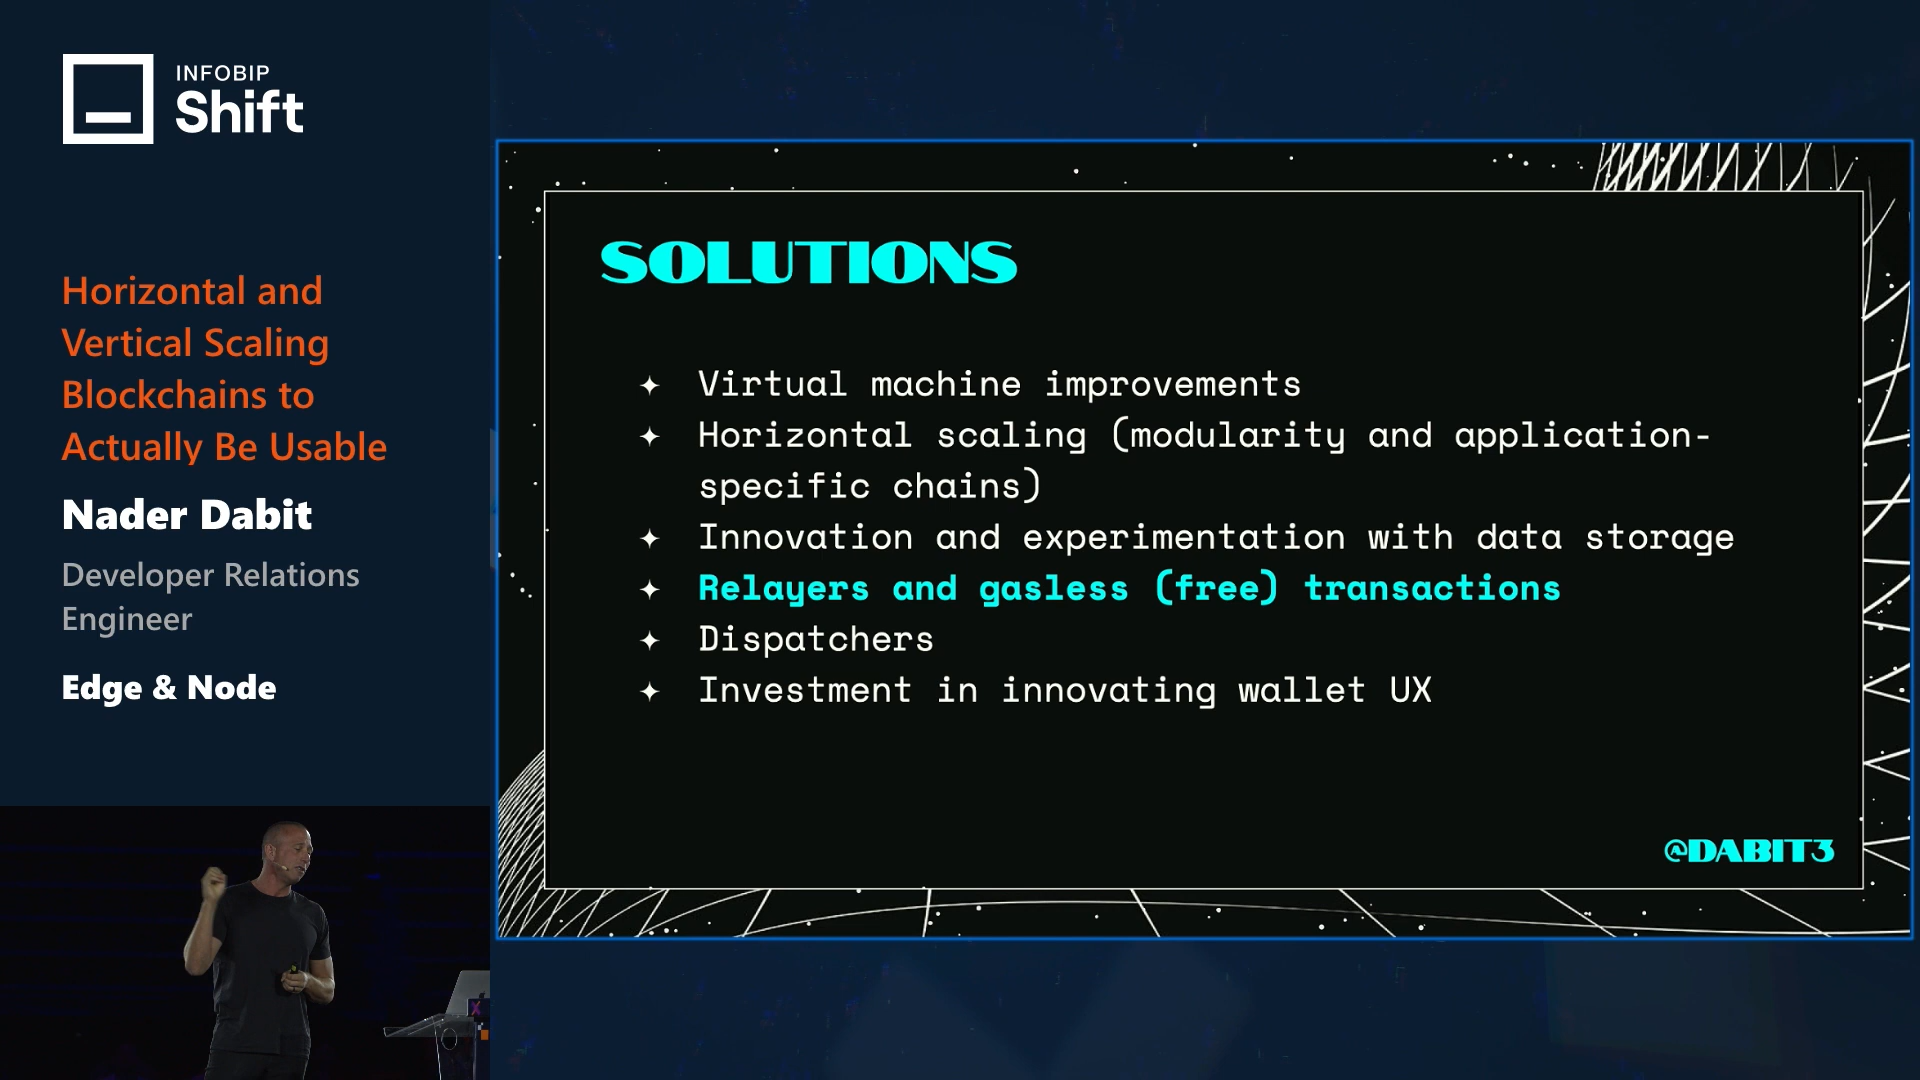 INFOBIP
Shift
Horizontal and
Vertical Scaling
Blockchains to
Actually Be Usable
Nader Dabit
Developer Relations
Engineer
Edge & Node
SOLUTIONS
✦ Virtual machine improvements
✦ Horizontal scaling (modularity and application-
specific chains)
✦ Innovation and experimentation with data storage
✦ Relayers and gasless (free) transactions
✦ Dispatchers
✦ Investment in innovating wallet UX
@DABIT3